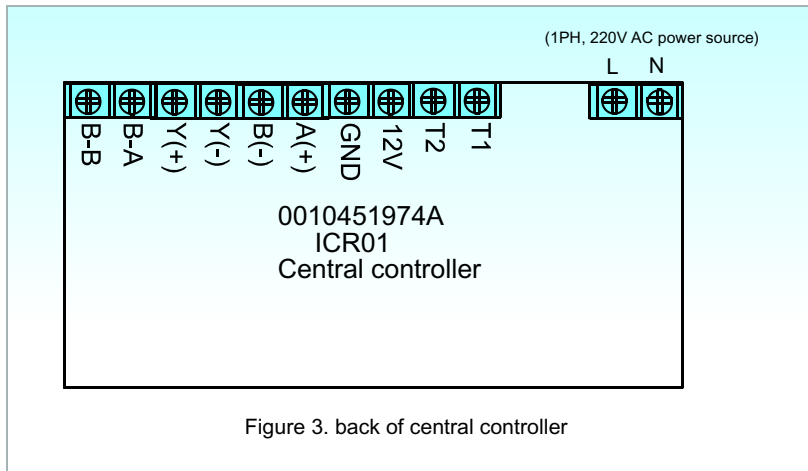 (1PH, 220V AC power source)
L N
B-B B-A Y(+) Y(-) B(-) A(+) GND 12V T2 T1
0010451974A
ICR01
Central controller
Figure 3. back of central controller